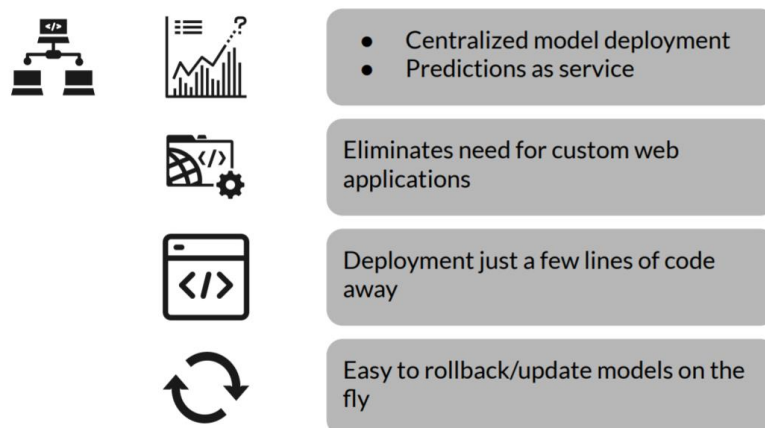 ● Centralized model deployment
● Predictions as service
Eliminates need for custom web
applications
Deployment just a few lines of code
away
Easy to rollback/update models on the
fly